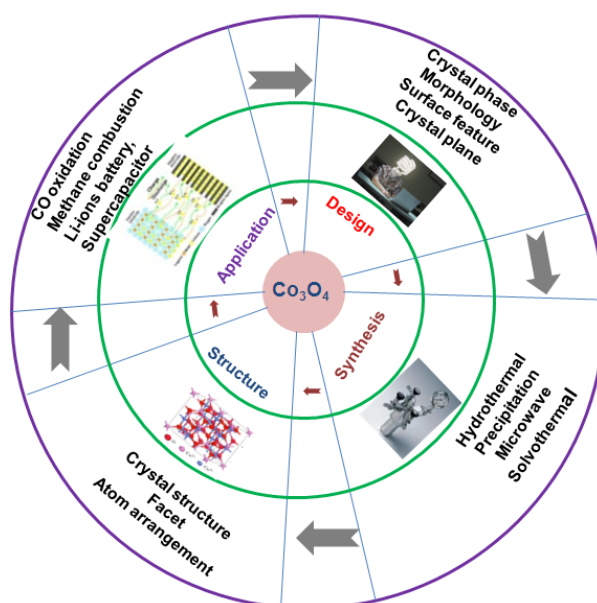 CO oxidation
Methane combustion
Li-ions battery,
Supercapacitor
Crystal phase
Morphology
Surface feature
Crystal plane
Application
Design
Co₃O₄
Structure
Synthesis
Hydrothermal
Precipitation
Microwave
Solvothermal
Crystal structure
Facet
Atom arrangement